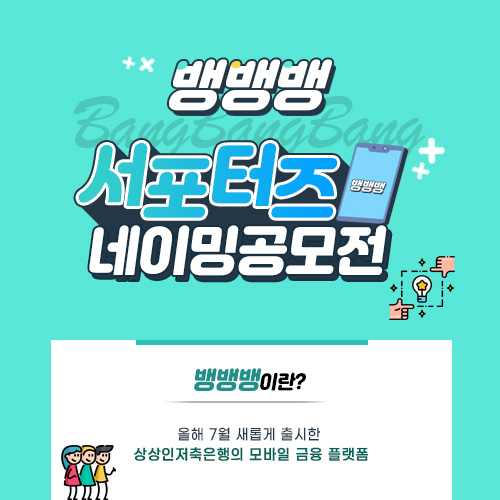 뱅뱅뱅
BangBangBang
서포터즈
뱅뱅뱅
네이밍공모전
뱅뱅뱅이란?
올해 7월 새롭게 출시한
상상인저축은행의 모바일 금융 플랫폼